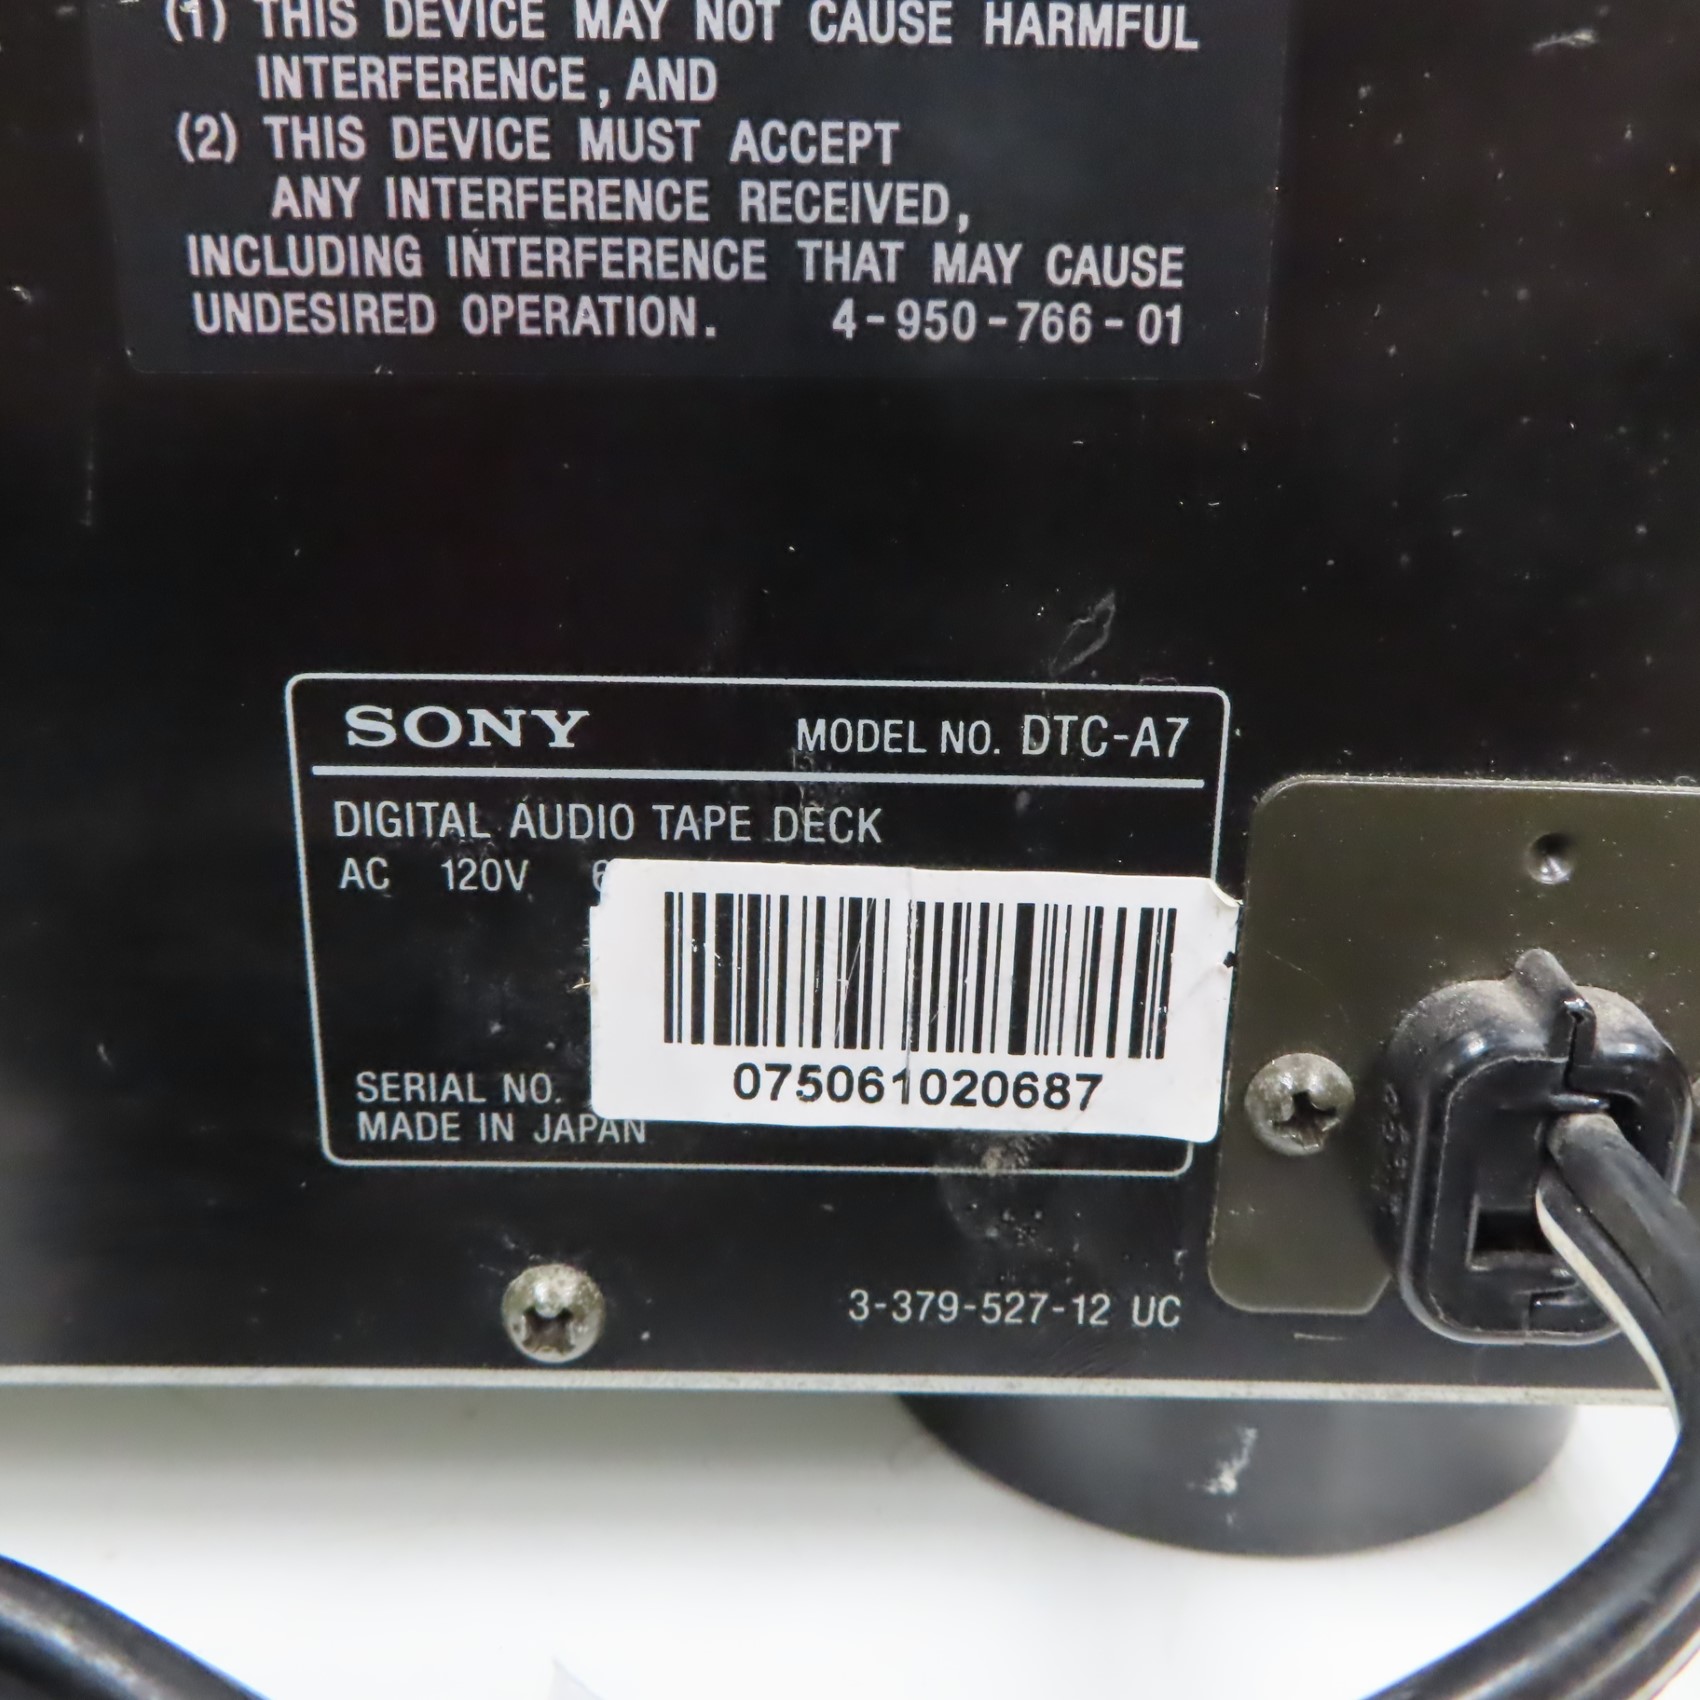 (1) THIS DEVICE MAY NOT CAUSE HARMFUL
INTERFERENCE, AND
(2) THIS DEVICE MUST ACCEPT
ANY INTERFERENCE RECEIVED,
INCLUDING INTERFERENCE THAT MAY CAUSE
UNDESIRED OPERATION. 4-950-766-01
SONY MODEL NO. DTC-A7
DIGITAL AUDIO TAPE DECK
AC 120V
075061020687
SERIAL NO.
MADE IN JAPAN
3-379-527-12 UC